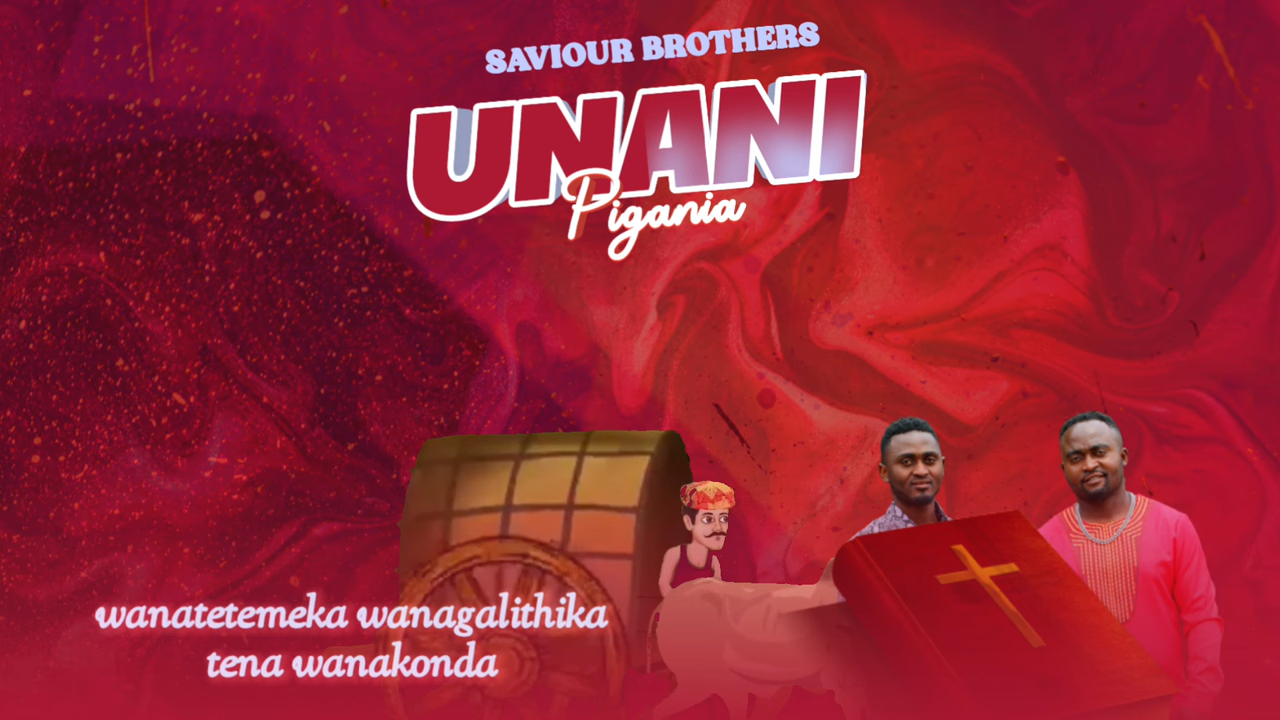 SAVIOUR BROTHERS
UNANI
Pigania
wanatetemeka wanagalithika
tena wanakonda